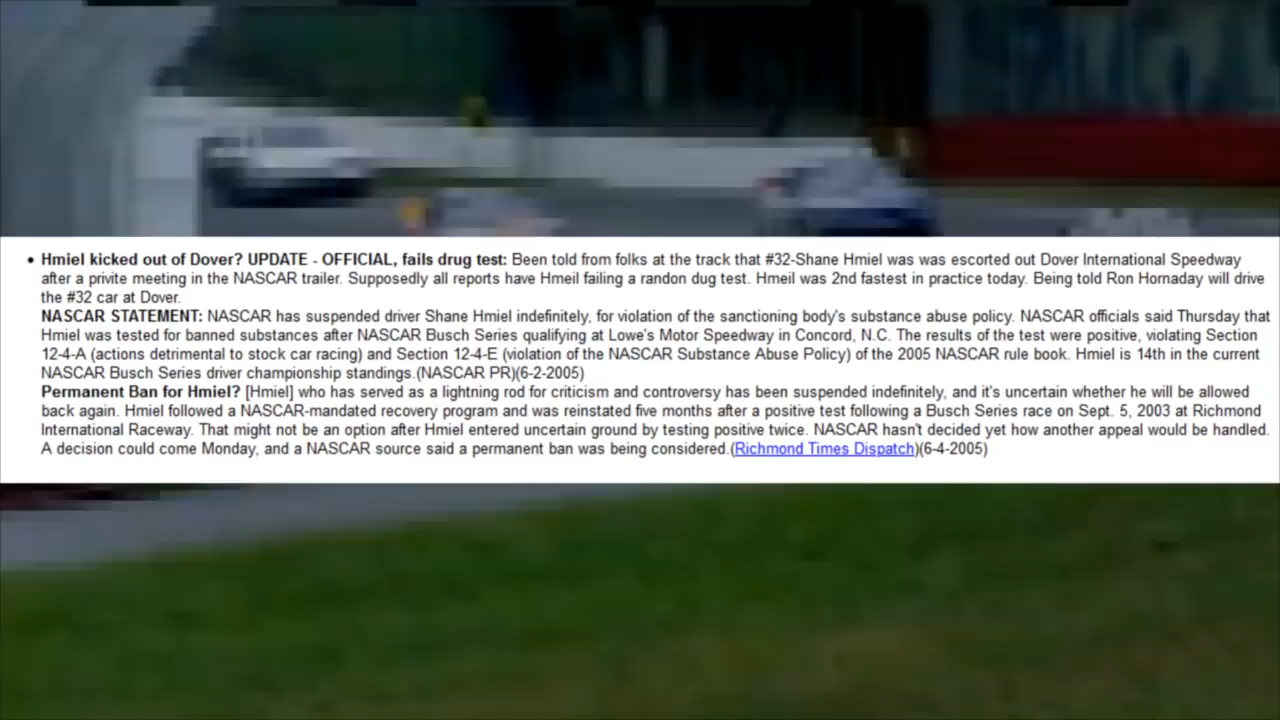 • Hmiel kicked out of Dover? UPDATE - OFFICIAL, fails drug test: Been told from folks at the track that #32-Shane Hmiel was was escorted out Dover International Speedway
after a privite meeting in the NASCAR trailer. Supposedly all reports have Hmeil failing a randon dug test. Hmeil was 2nd fastest in practice today. Being told Ron Hornaday will drive
the #32 car at Dover.
NASCAR STATEMENT: NASCAR has suspended driver Shane Hmiel indefinitely, for violation of the sanctioning body's substance abuse policy. NASCAR officials said Thursday that
Hmiel was tested for banned substances after NASCAR Busch Series qualifying at Lowe's Motor Speedway in Concord, N.C. The results of the test were positive, violating Section
12-4-A (actions detrimental to stock car racing) and Section 12-4-E (violation of the NASCAR Substance Abuse Policy) of the 2005 NASCAR rule book. Hmiel is 14th in the current
NASCAR Busch Series driver championship standings.(NASCAR PR)(6-2-2005)
Permanent Ban for Hmiel? [Hmiel] who has served as a lightning rod for criticism and controversy has been suspended indefinitely, and it's uncertain whether he will be allowed
back again. Hmiel followed a NASCAR-mandated recovery program and was reinstated five months after a positive test following a Busch Series race on Sept. 5, 2003 at Richmond
International Raceway. That might not be an option after Hmiel entered uncertain ground by testing positive twice. NASCAR hasn't decided yet how another appeal would be handled.
A decision could come Monday, and a NASCAR source said a permanent ban was being considered.(Richmond Times Dispatch)(6-4-2005)